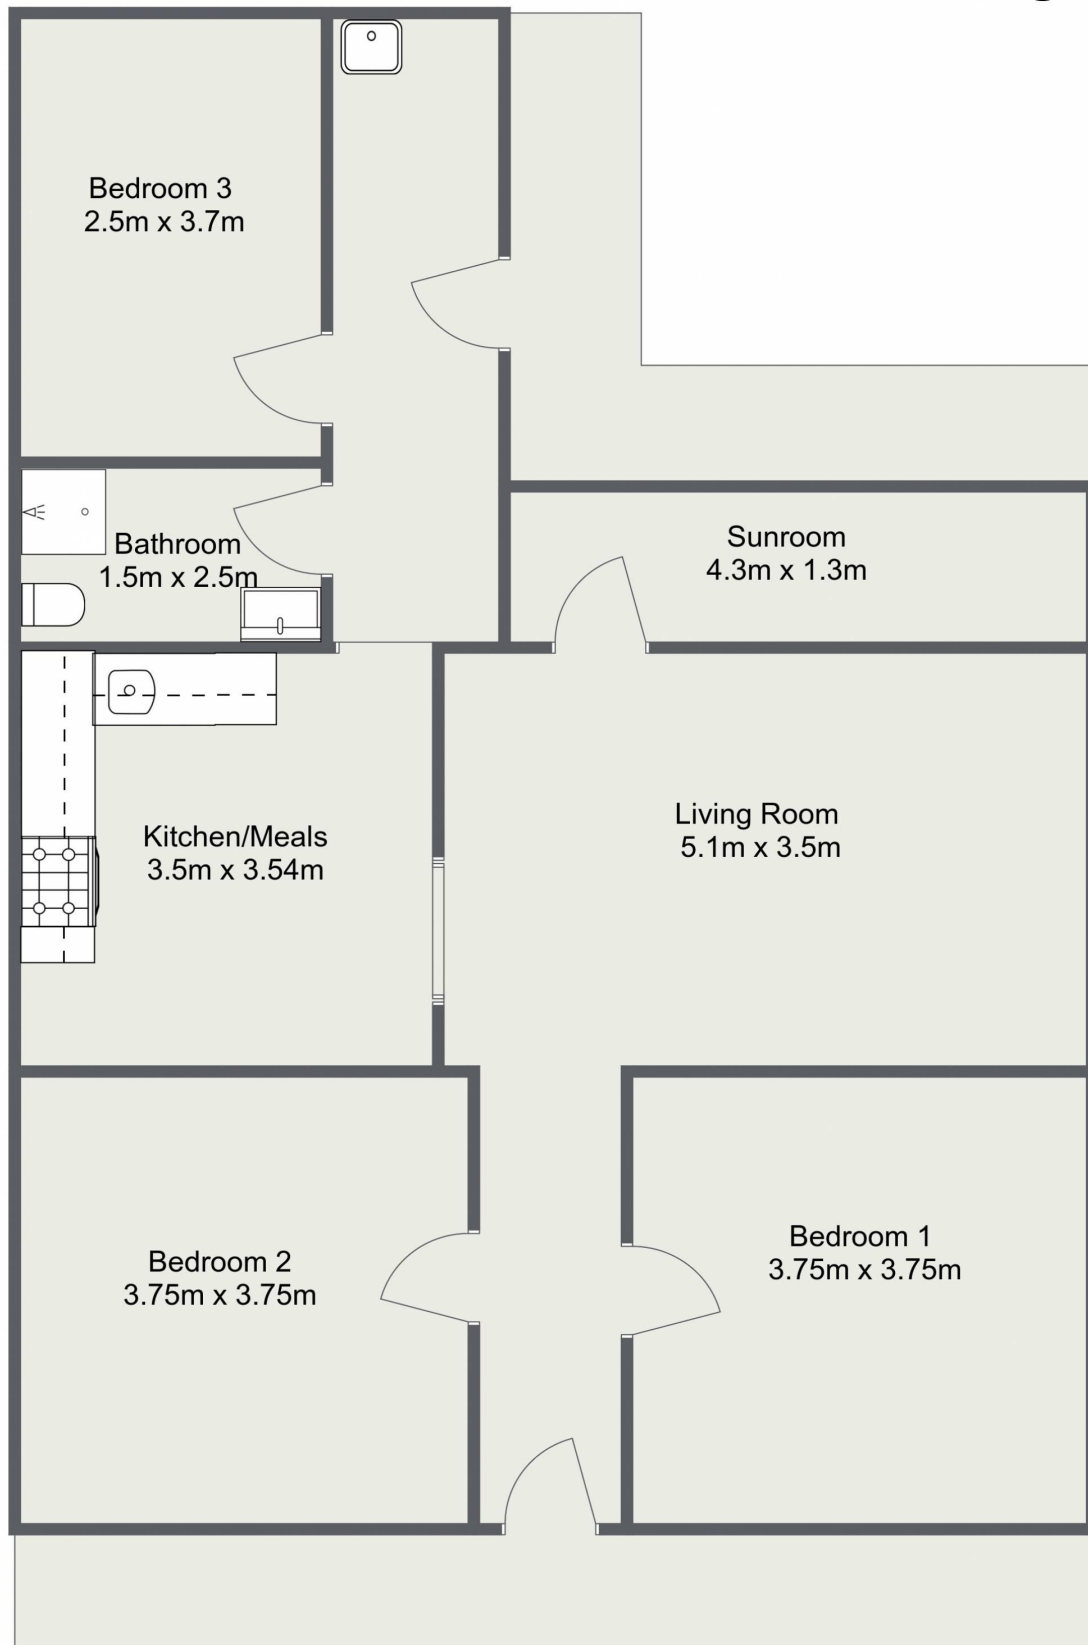 Bedroom 3
2.5m x 3.7m
Bathroom
1.5m x 2.5m
Sunroom
4.3m x 1.3m
Kitchen/Meals
3.5m x 3.54m
Living Room
5.1m x 3.5m
Bedroom 2
3.75m x 3.75m
Bedroom 1
3.75m x 3.75m